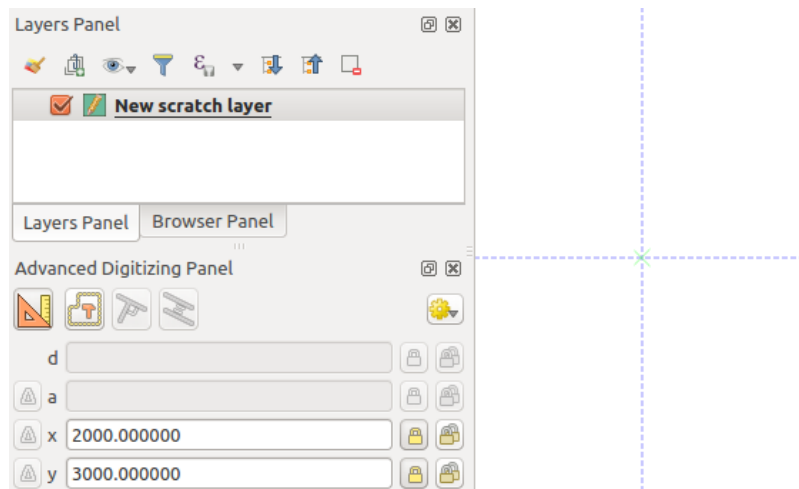 Layers Panel
New scratch layer
Layers Panel
Browser Panel
Advanced Digitizing Panel
d
a
x 2000.000000
y 3000.000000